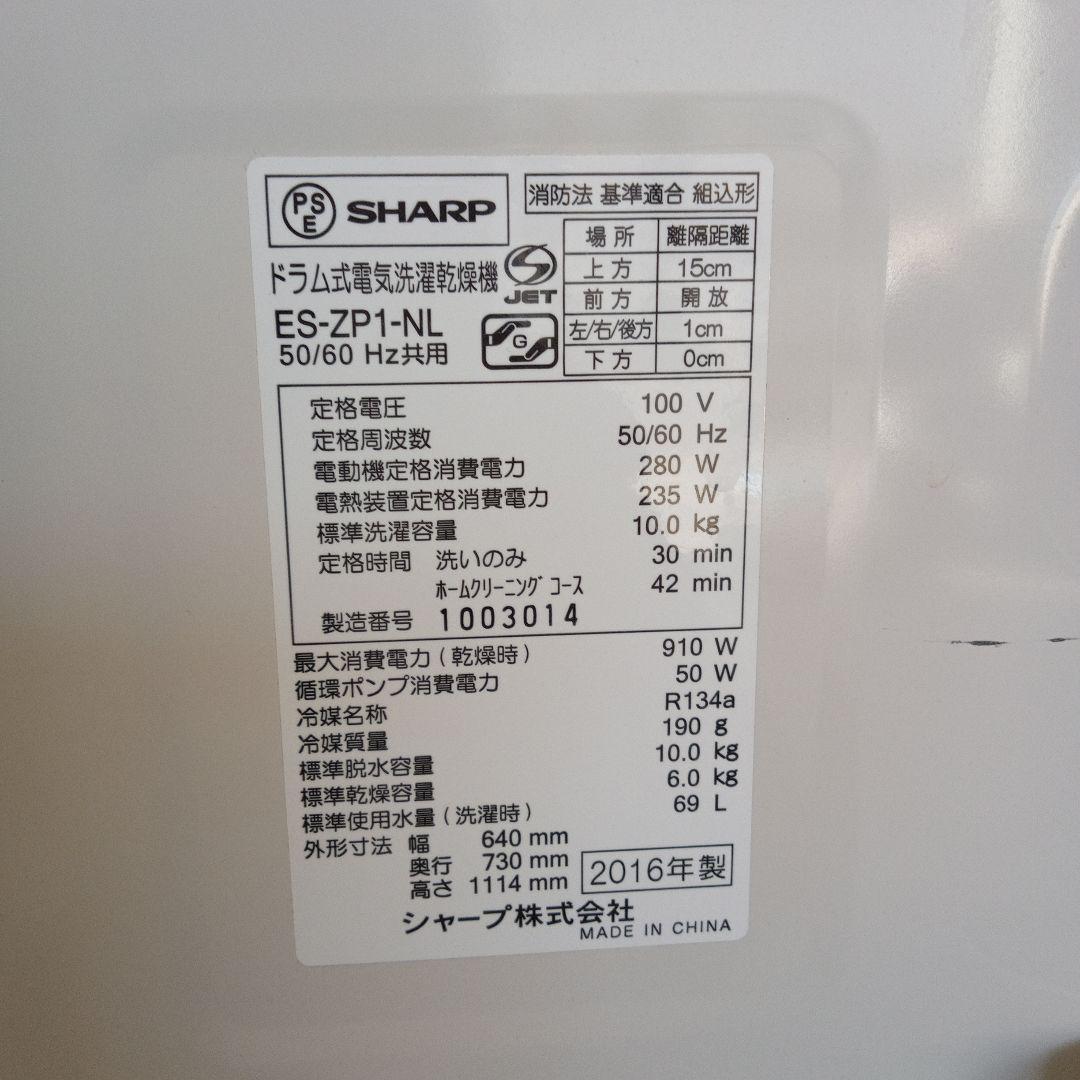 PSE SHARP
消防法 基準適合 組込形
場所 離隔距離
上方 15cm
前方 開放
左/右/後方 1cm
下方 0cm
ドラム式電気洗濯乾燥機
S JET
ES-ZP1-NL
G
50/60 Hz共用
定格電圧 100 V
定格周波数 50/60 Hz
電動機定格消費電力 280 W
電熱装置定格消費電力 235 W
標準洗濯容量 10.0 kg
定格時間 洗いのみ 30 min
ﾎｰﾑｸﾘｰﾆﾝｸﾞ ｺｰｽ 42 min
製造番号 1003014
最大消費電力(乾燥時) 910 W
循環ポンプ消費電力 50 W
冷媒名称 R134a
冷媒質量 190 g
標準脱水容量 10.0 kg
標準乾燥容量 6.0 kg
標準使用水量(洗濯時) 69 L
外形寸法 幅 640 mm
奥行 730 mm
高さ 1114 mm
2016年製
シャープ株式会社
MADE IN CHINA